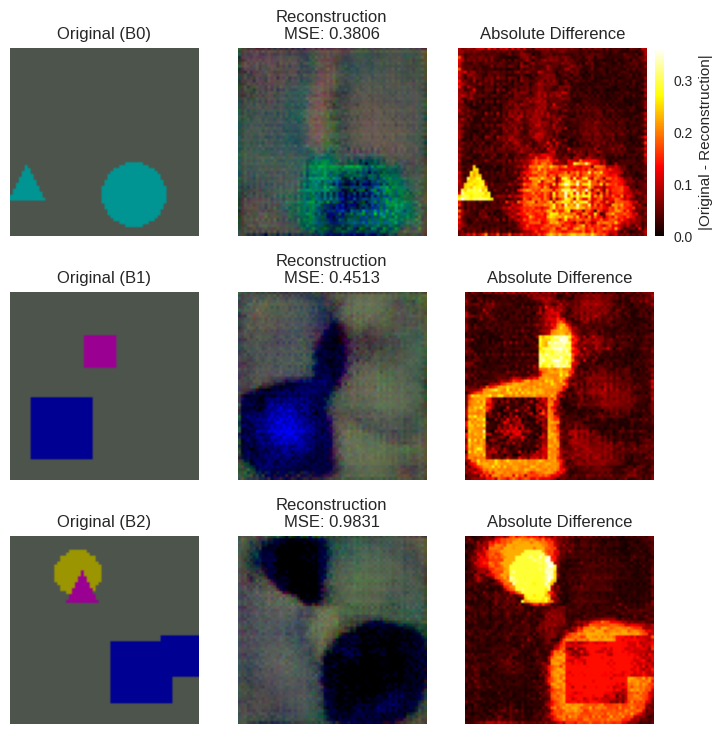 Original (B0)
Reconstruction
MSE: 0.3806
Absolute Difference
0.3
0.2
0.1
0.0
|Original - Reconstruction|
Original (B1)
Reconstruction
MSE: 0.4513
Absolute Difference
Original (B2)
Reconstruction
MSE: 0.9831
Absolute Difference